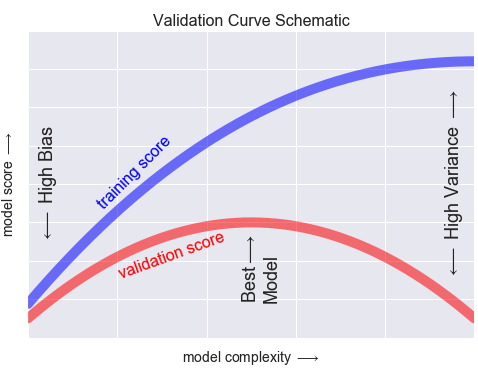 Validation Curve Schematic
model score ⟶
⟵ High Bias
training score
validation score
Best ⟶
Model
⟵ High Variance ⟶
model complexity ⟶